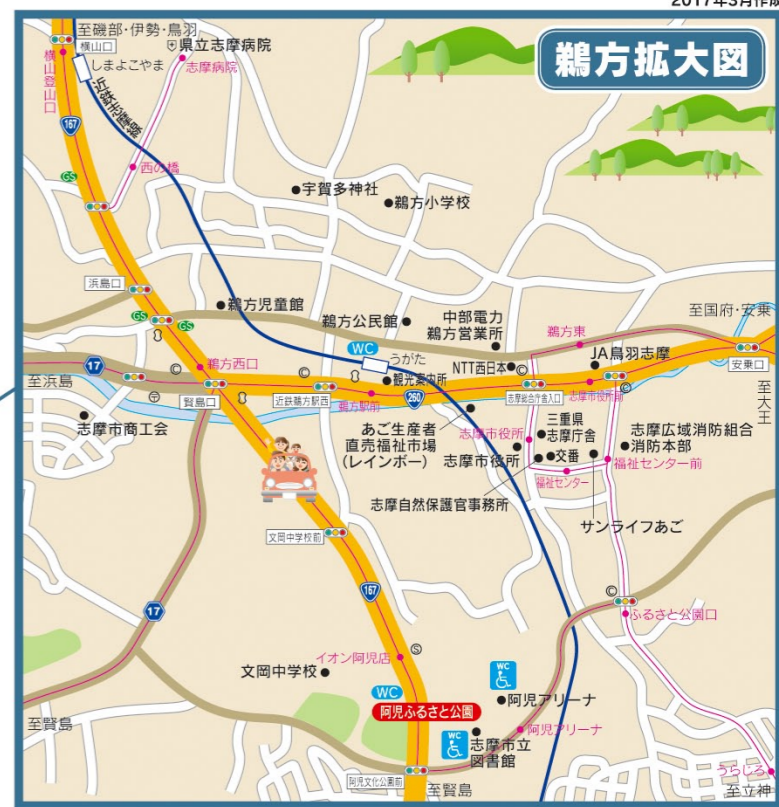 2017年3月作成
鵜方拡大図
至磯部・伊勢・鳥羽
横山口
県立志摩病院
しまよこやま
志摩病院
横山登山口
近鉄志摩線
167
西の橋
GS
宇賀多神社
鵜方小学校
浜島口
鵜方児童館
GS
GS
鵜方公民館
中部電力
鵜方営業所
至国府・安乗
鵜方東
WC
うがた
NTT西日本
JA鳥羽志摩
安乗口
鵜方西口
17
至浜島
賢島口
近鉄鵜方駅西
観光案内所
鵜方駅前
260
志摩総合庁舎入口
志摩市役所前
至大王
志摩市商工会
あご生産者
直売福祉市場
(レインボー)
志摩市役所
志摩市役所
三重県
志摩庁舎
交番
志摩広域消防組合
消防本部
福祉センター前
福祉センター
志摩自然保護官事務所
サンライフあご
文岡中学校前
17
167
ふるさと公園口
イオン阿児店
S
文岡中学校
WC
WC
阿児ふるさと公園
阿児アリーナ
阿児アリーナ
至賢島
WC
志摩市立
図書館
うらじろ
阿児文化公園前
至賢島
至立神